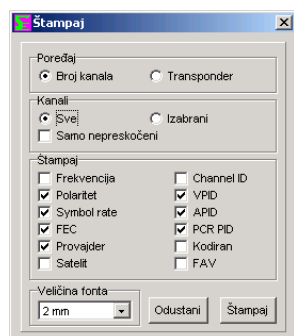 Štampaj
Poređaj
Broj kanala Transponder
Kanali
Sve Izabrani
Samo nepreskočeni
Štampaj
Frekvencija Channel ID
Polaritet VPID
Symbol rate APID
FEC PCR PID
Provajder Kodiran
Satelit FAV
Veličina fonta
2 mm Odustani Štampaj